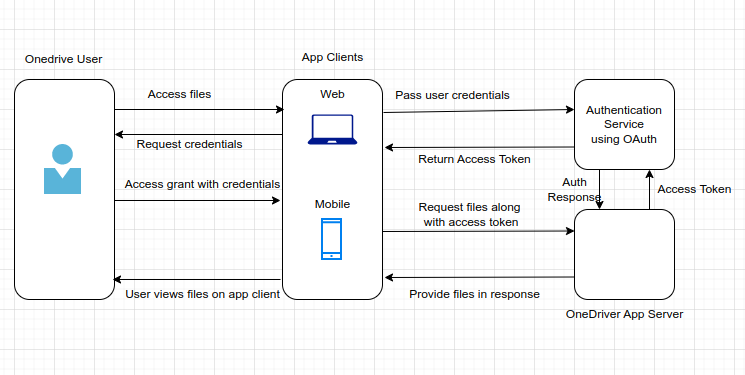 Onedrive User
App Clients
Access files
Web
Pass user credentials
Authentication
Service
using OAuth
Request credentials
Return Access Token
Access grant with credentials
Auth
Response
Access Token
Mobile
Request files along
with access token
User views files on app client
Provide files in response
OneDriver App Server